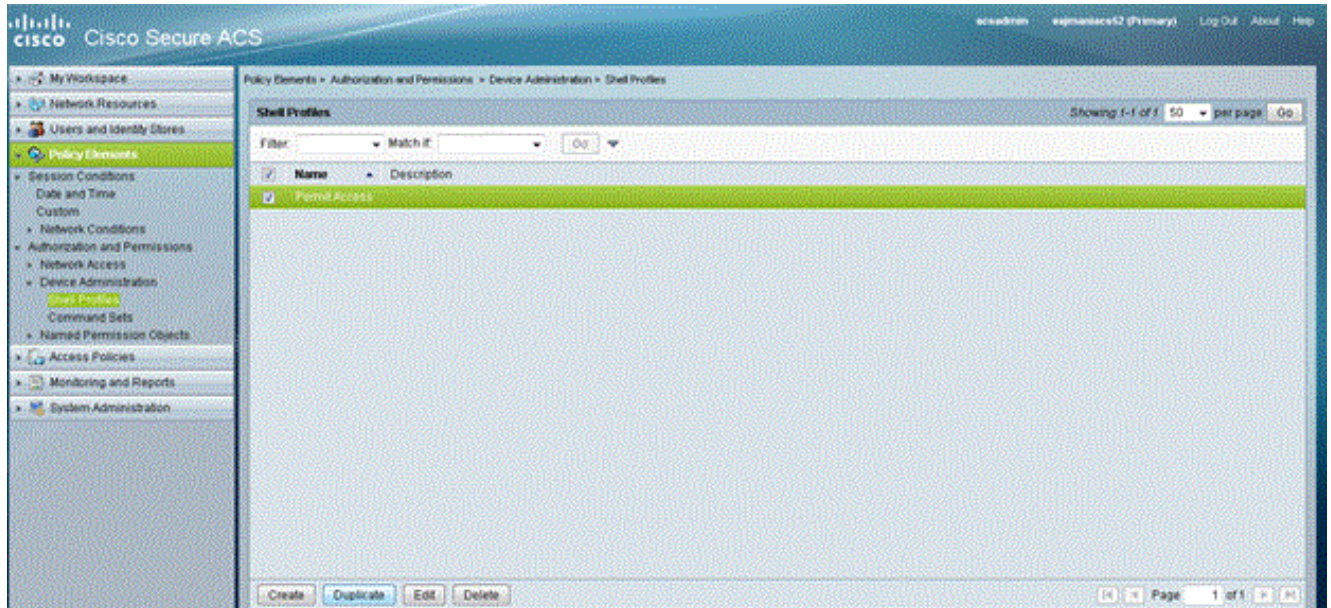 cisco Cisco Secure ACS
acsadmin (Primary) Log Out About Help
My Workspace
Network Resources
Users and Identity Stores
Policy Elements
Session Conditions
Date and Time
Custom
Network Conditions
Authorization and Permissions
Network Access
Device Administration
Shell Profiles
Command Sets
Named Permission Objects
Access Policies
Monitoring and Reports
System Administration
Policy Elements > Authorization and Permissions > Device Administration > Shell Profiles
Shell Profiles Showing 1-1 of 1 50 per page Go
Filter: Match if: Go
Name Description
Permit Access
Create Duplicate Edit Delete Page 1 of 1